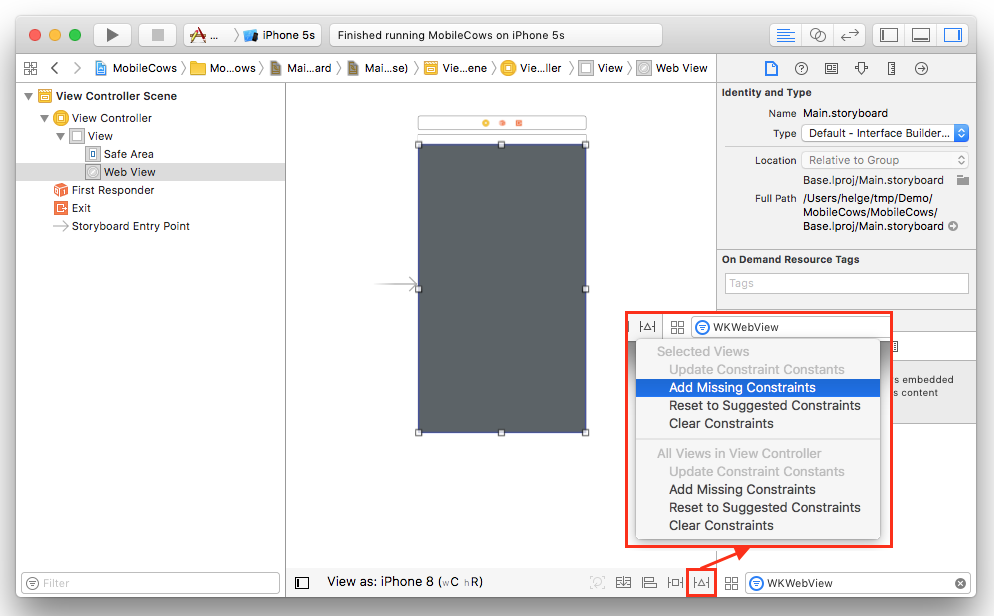 ... iPhone 5s
Finished running MobileCows on iPhone 5s
MobileCows Mo...ows Mai...ard Mai...se) Vie...ene Vie...ller View Web View
View Controller Scene
View Controller
View
Safe Area
Web View
First Responder
Exit
Storyboard Entry Point
Identity and Type
Name Main.storyboard
Type Default - Interface Builder...
Location Relative to Group
Base.lproj/Main.storyboard
Full Path /Users/helge/tmp/Demo/
MobileCows/MobileCows/
Base.lproj/Main.storyboard
On Demand Resource Tags
Tags
WKWebView
Selected Views
Update Constraint Constants
Add Missing Constraints
Reset to Suggested Constraints
Clear Constraints
All Views in View Controller
Update Constraint Constants
Add Missing Constraints
Reset to Suggested Constraints
Clear Constraints
s embedded
s content
Filter
View as: iPhone 8 (wC hR)
WKWebView